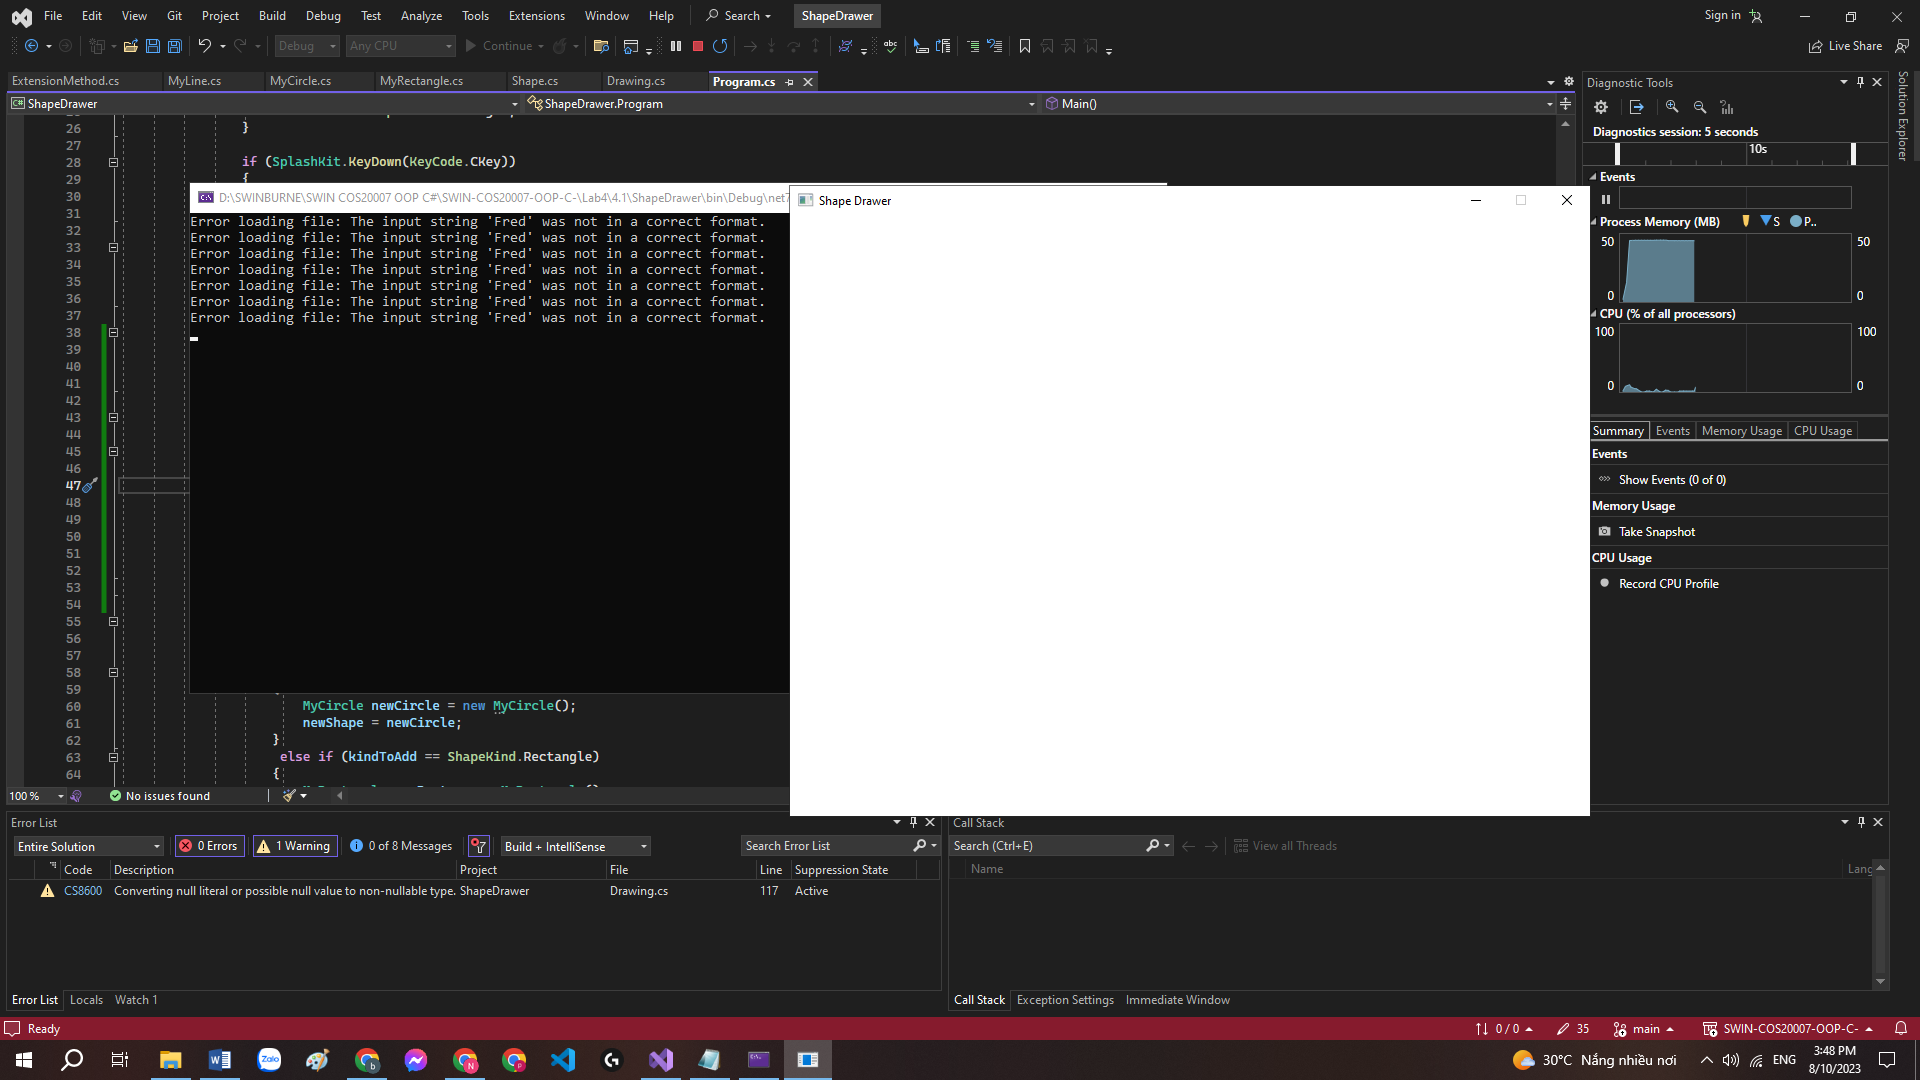 File Edit View Git Project Build Debug Test Analyze Tools Extensions Window Help Search ShapeDrawer Sign in
Debug Any CPU Continue Live Share
ExtensionMethod.cs MyLine.cs MyCircle.cs MyRectangle.cs Shape.cs Drawing.cs Program.cs
ShapeDrawer ShapeDrawer.Program Main()
26 }
27
28 if (SplashKit.KeyDown(KeyCode.CKey))
29 {
30
31
32
33
34
35
36
37
38
39
40
41
42
43
44
45
46
47
48
49
50
51
52
53
54
55
56
57
58
59
60 MyCircle newCircle = new MyCircle();
61 newShape = newCircle;
62 }
63 else if (kindToAdd == ShapeKind.Rectangle)
64 {
D:\SWINBURNE\SWIN COS20007 OOP C#\SWIN-COS20007-OOP-C-\Lab4\4.1\ShapeDrawer\bin\Debug\net7
Error loading file: The input string 'Fred' was not in a correct format.
Error loading file: The input string 'Fred' was not in a correct format.
Error loading file: The input string 'Fred' was not in a correct format.
Error loading file: The input string 'Fred' was not in a correct format.
Error loading file: The input string 'Fred' was not in a correct format.
Error loading file: The input string 'Fred' was not in a correct format.
Error loading file: The input string 'Fred' was not in a correct format.
Shape Drawer
100 % No issues found
Diagnostic Tools
Diagnostics session: 5 seconds
10s
Events
Process Memory (MB) S P..
50 50
0 0
CPU (% of all processors)
100 100
0 0
Summary Events Memory Usage CPU Usage
Events
Show Events (0 of 0)
Memory Usage
Take Snapshot
CPU Usage
Record CPU Profile
Solution Explorer
Error List
Entire Solution 0 Errors 1 Warning 0 of 8 Messages Build + IntelliSense Search Error List
Code Description Project File Line Suppression State
CS8600 Converting null literal or possible null value to non-nullable type. ShapeDrawer Drawing.cs 117 Active
Error List Locals Watch 1
Call Stack
Search (Ctrl+E) View all Threads
Name Lang
Call Stack Exception Settings Immediate Window
Ready 0 / 0 35 main SWIN-COS20007-OOP-C-
Zalo 30°C Nắng nhiều nơi ENG 3:48 PM
8/10/2023